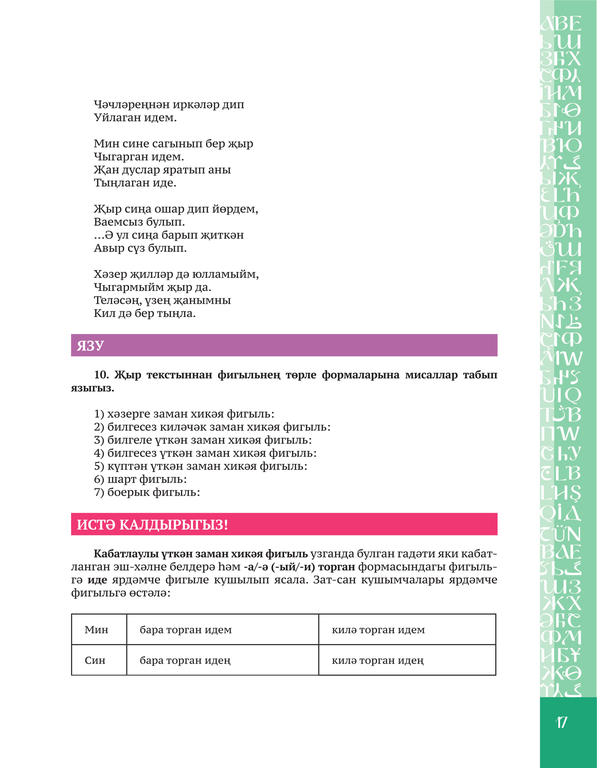 Чәчләреңнән иркәләр дип
Уйлаган идем.
Мин сине сагынып бер җыр
Чыгарган идем.
Җан дуслар яратып аны
Тыңлаган иде.
Җыр сиңа ошар дип йөрдем,
Ваемсыз булып.
...Ә ул сиңа барып җиткән
Авыр сүз булып.
Хәзер җилләр дә юлламыйм,
Чыгармыйм җыр да.
Теләсәң, үзең җанымны
Кил дә бер тыңла.
ЯЗУ
10. Җыр текстыннан фигыльнең төрле формаларына мисаллар табып
языгыз.
1) хәзерге заман хикәя фигыль:
2) билгесез киләчәк заман хикәя фигыль:
3) билгеле үткән заман хикәя фигыль:
4) билгесез үткән заман хикәя фигыль:
5) күптән үткән заман хикәя фигыль:
6) шарт фигыль:
7) боерык фигыль:
ИСТӘ КАЛДЫРЫГЫЗ!
Кабатлаулы үткән заман хикәя фигыль узганда булган гадәти яки кабат-
ланган эш-хәлне белдерә һәм -а/-ә (-ый/-и) торган формасындагы фигыль-
гә иде ярдәмче фигыле кушылып ясала. Зат-сан кушымчалары ярдәмче
фигыльгә өстәлә:
Мин бара торган идем килә торган идем
Син бара торган идең килә торган идең
17